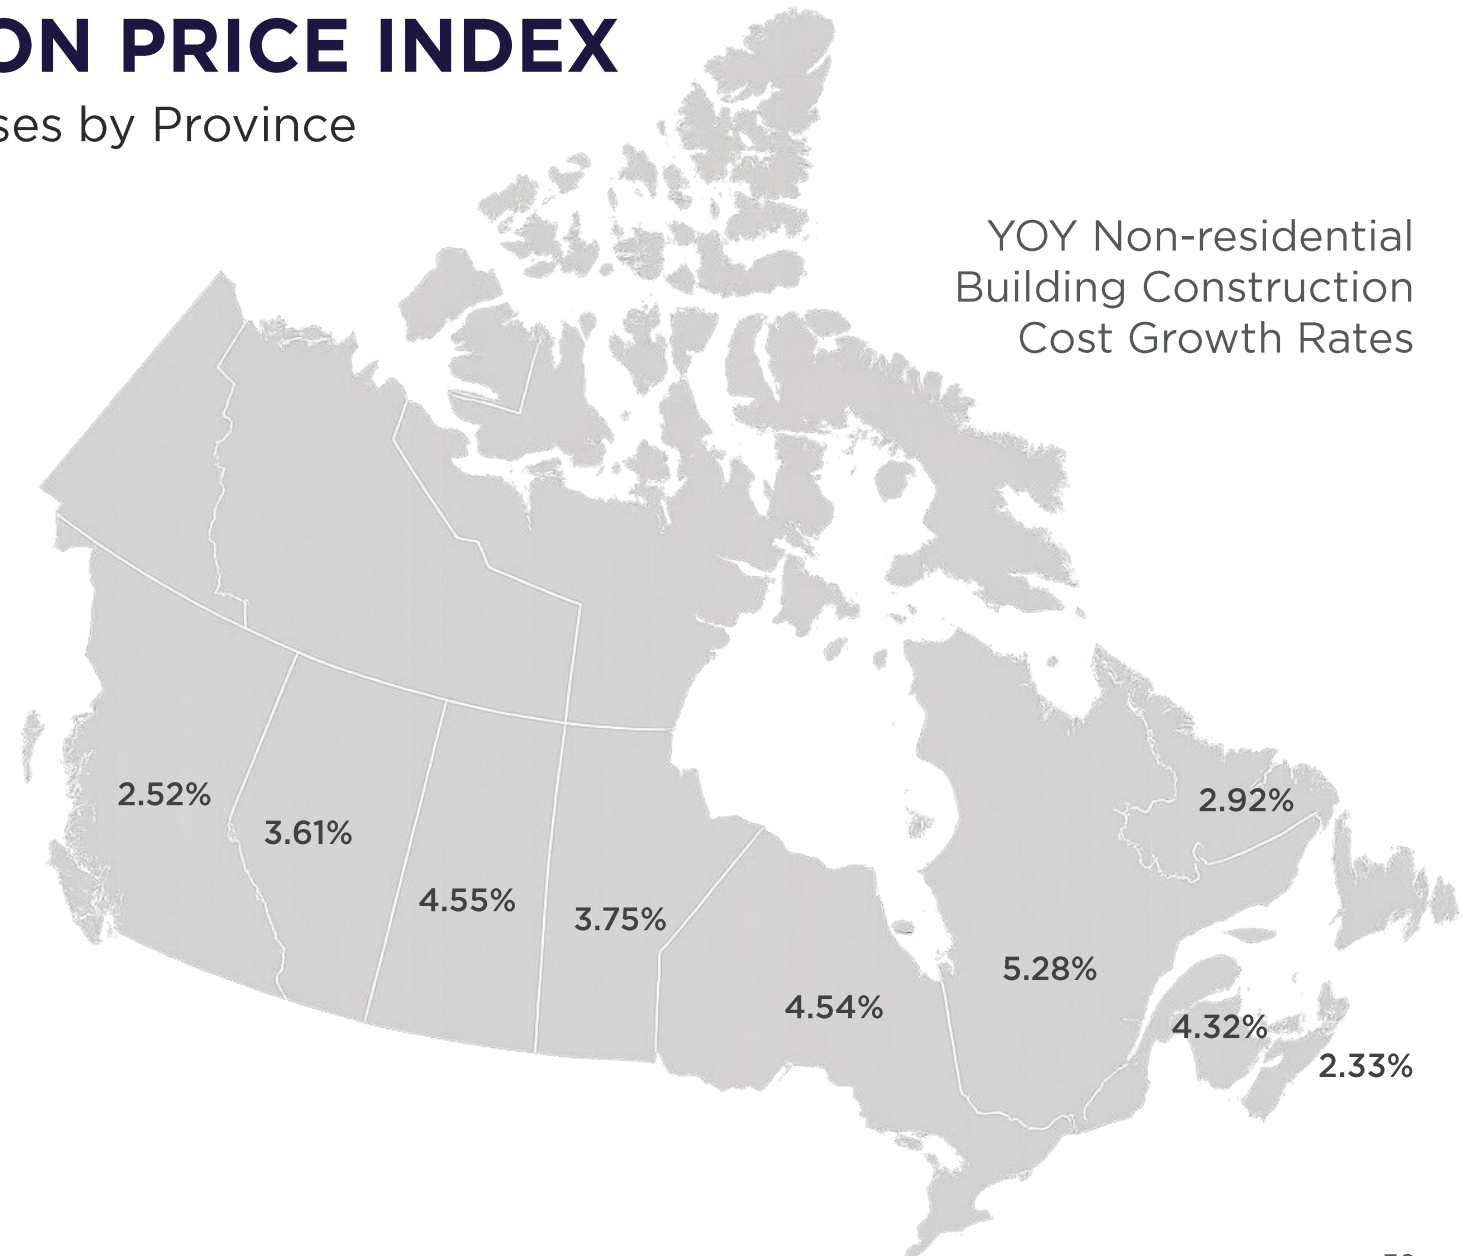 ON PRICE INDEX
ses by Province
YOY Non-residential
Building Construction
Cost Growth Rates
2.52%
3.61%
4.55%
3.75%
4.54%
5.28%
2.92%
4.32%
2.33%